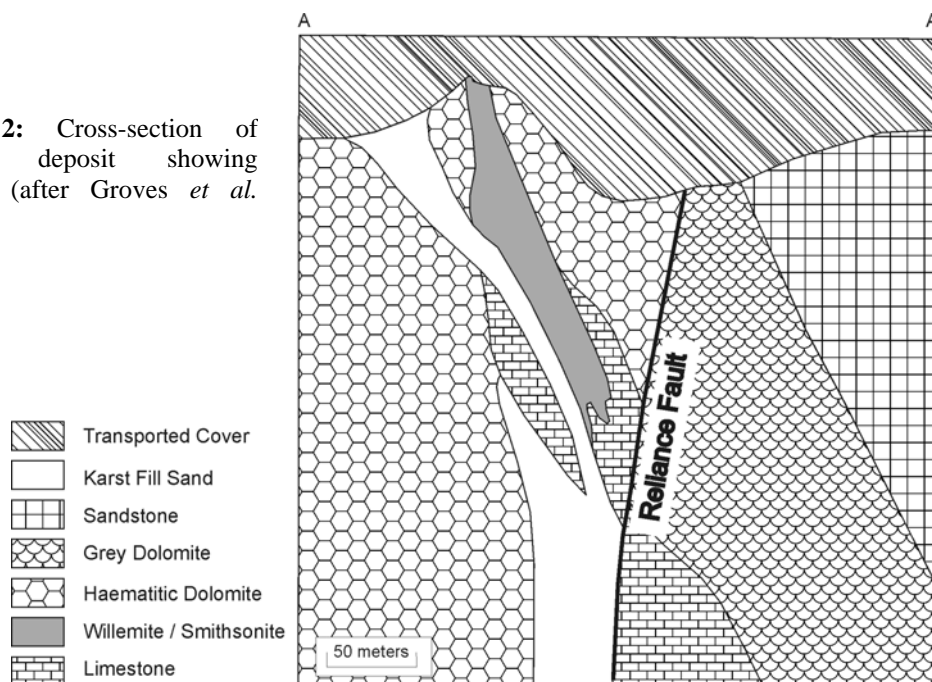 A
A
2: Cross-section of
deposit showing
(after Groves et al.
Reliance Fault
Transported Cover
Karst Fill Sand
Sandstone
Grey Dolomite
Haematitic Dolomite
Willemite / Smithsonite
Limestone
50 meters